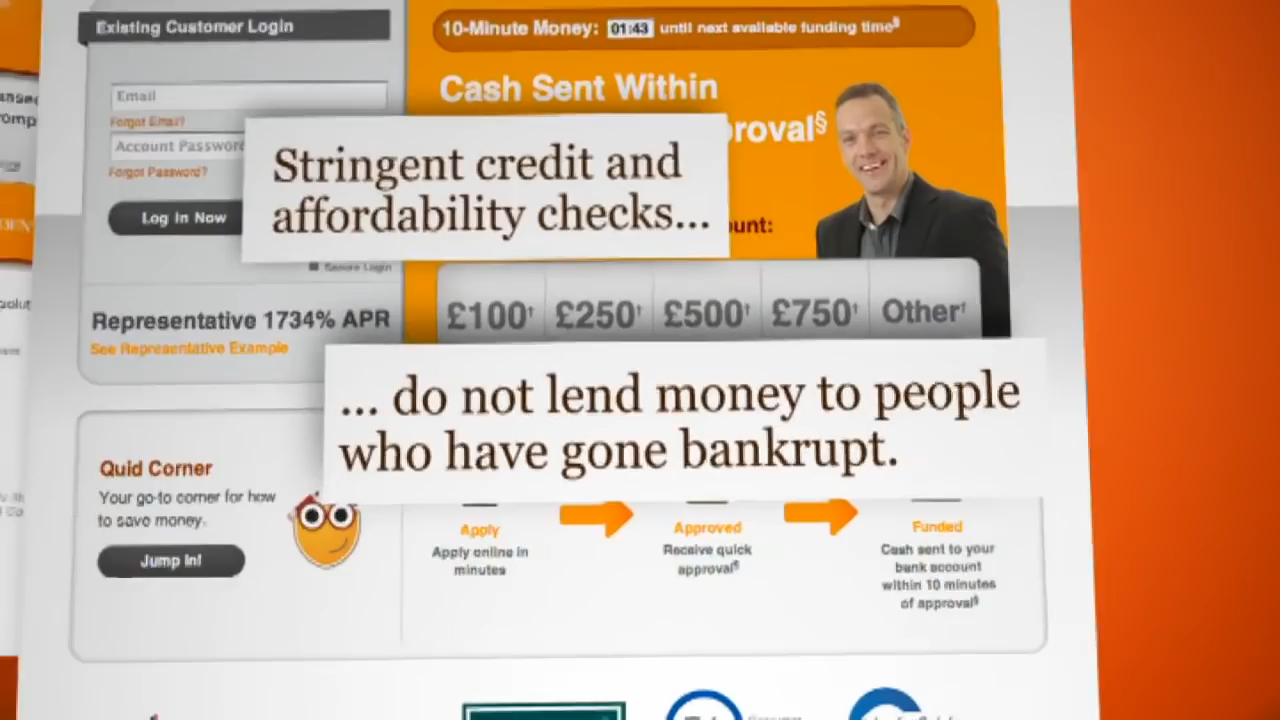 Existing Customer Login
Email
Forgot Email?
Account Password
Forgot Password?
Log In Now
Secure Login
Representative 1734% APR
See Representative Example
10-Minute Money: 01:43 until next available funding time§
Cash Sent Within
roval§
unt:
£100† £250† £500† £750† Other†
Stringent credit and
affordability checks...
... do not lend money to people
who have gone bankrupt.
Quid Corner
Your go-to corner for how
to save money.
Jump In!
Apply
Apply online in
minutes
Approved
Receive quick
approval§
Funded
Cash sent to your
bank account
within 10 minutes
of approval§